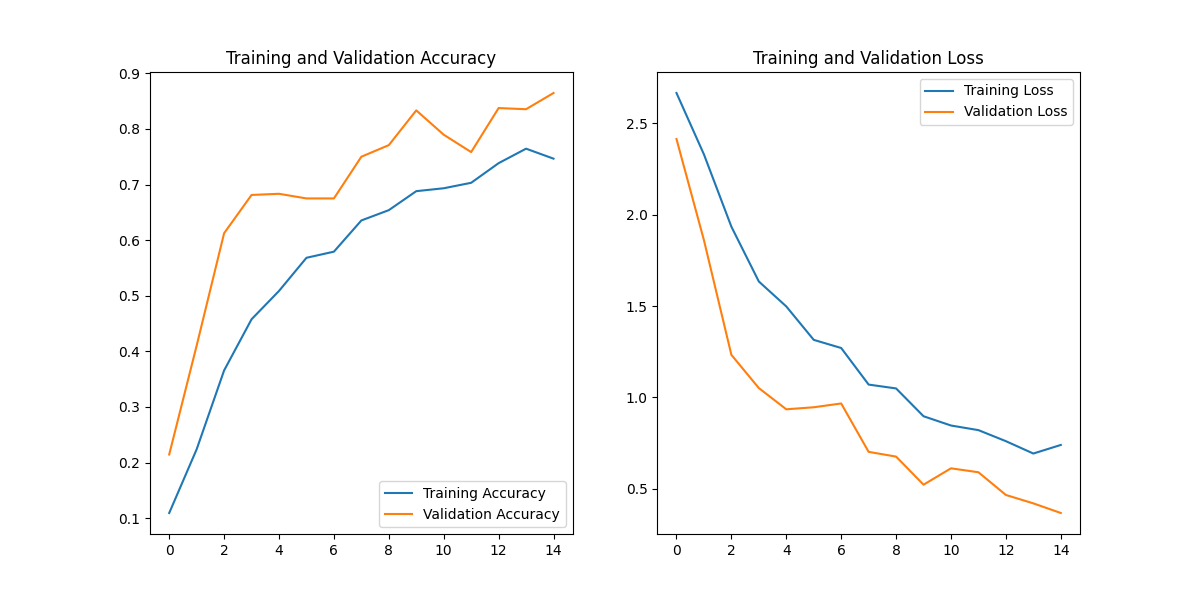 Training and Validation Accuracy
0.9
0.8
0.7
0.6
0.5
0.4
0.3
0.2
0.1
0 2 4 6 8 10 12 14
Training Accuracy
Validation Accuracy
Training and Validation Loss
2.5
2.0
1.5
1.0
0.5
0 2 4 6 8 10 12 14
Training Loss
Validation Loss